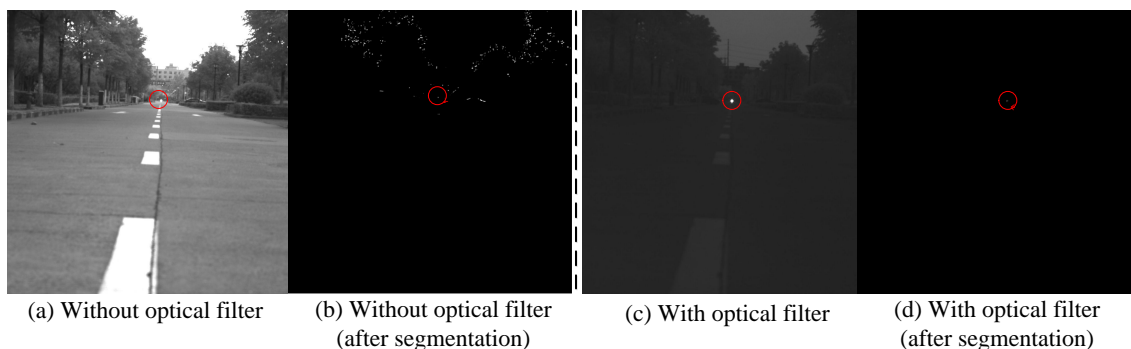 (a) Without optical filter
(b) Without optical filter
(after segmentation)
(c) With optical filter
(d) With optical filter
(after segmentation)